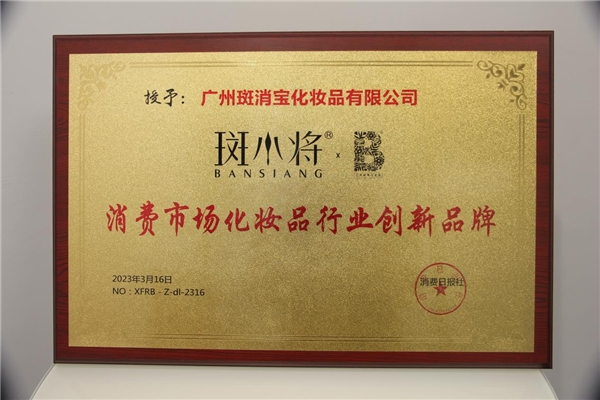 授予：广州斑消宝化妆品有限公司
斑小将® x B
BANSIANG
消费市场化妆品行业创新品牌
2023年3月16日
NO：XFRB - Z-dl-2316
消费日报社